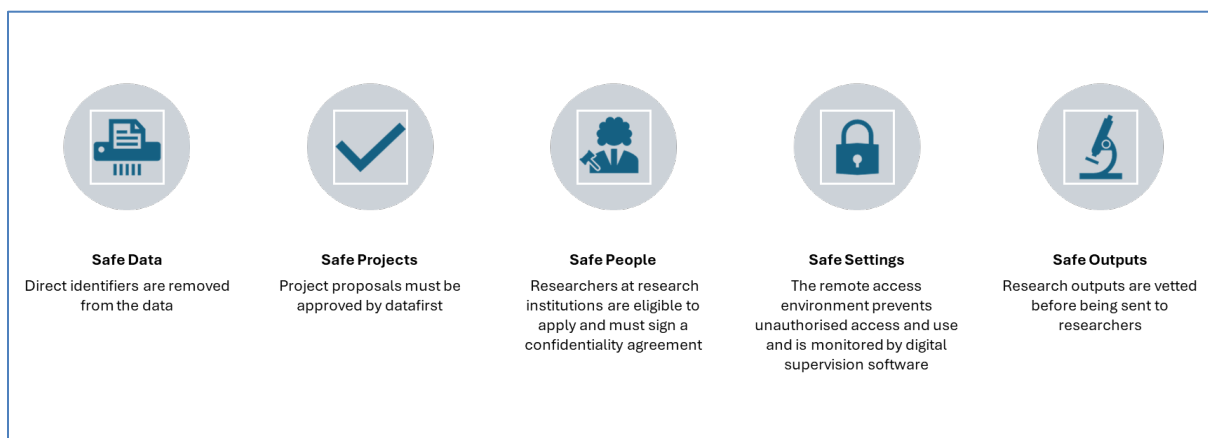 Safe Data
Direct identifiers are removed
from the data
Safe Projects
Project proposals must be
approved by datafirst
Safe People
Researchers at research
institutions are eligible to
apply and must sign a
confidentiality agreement
Safe Settings
The remote access
environment prevents
unauthorised access and use
and is monitored by digital
supervision software
Safe Outputs
Research outputs are vetted
before being sent to
researchers